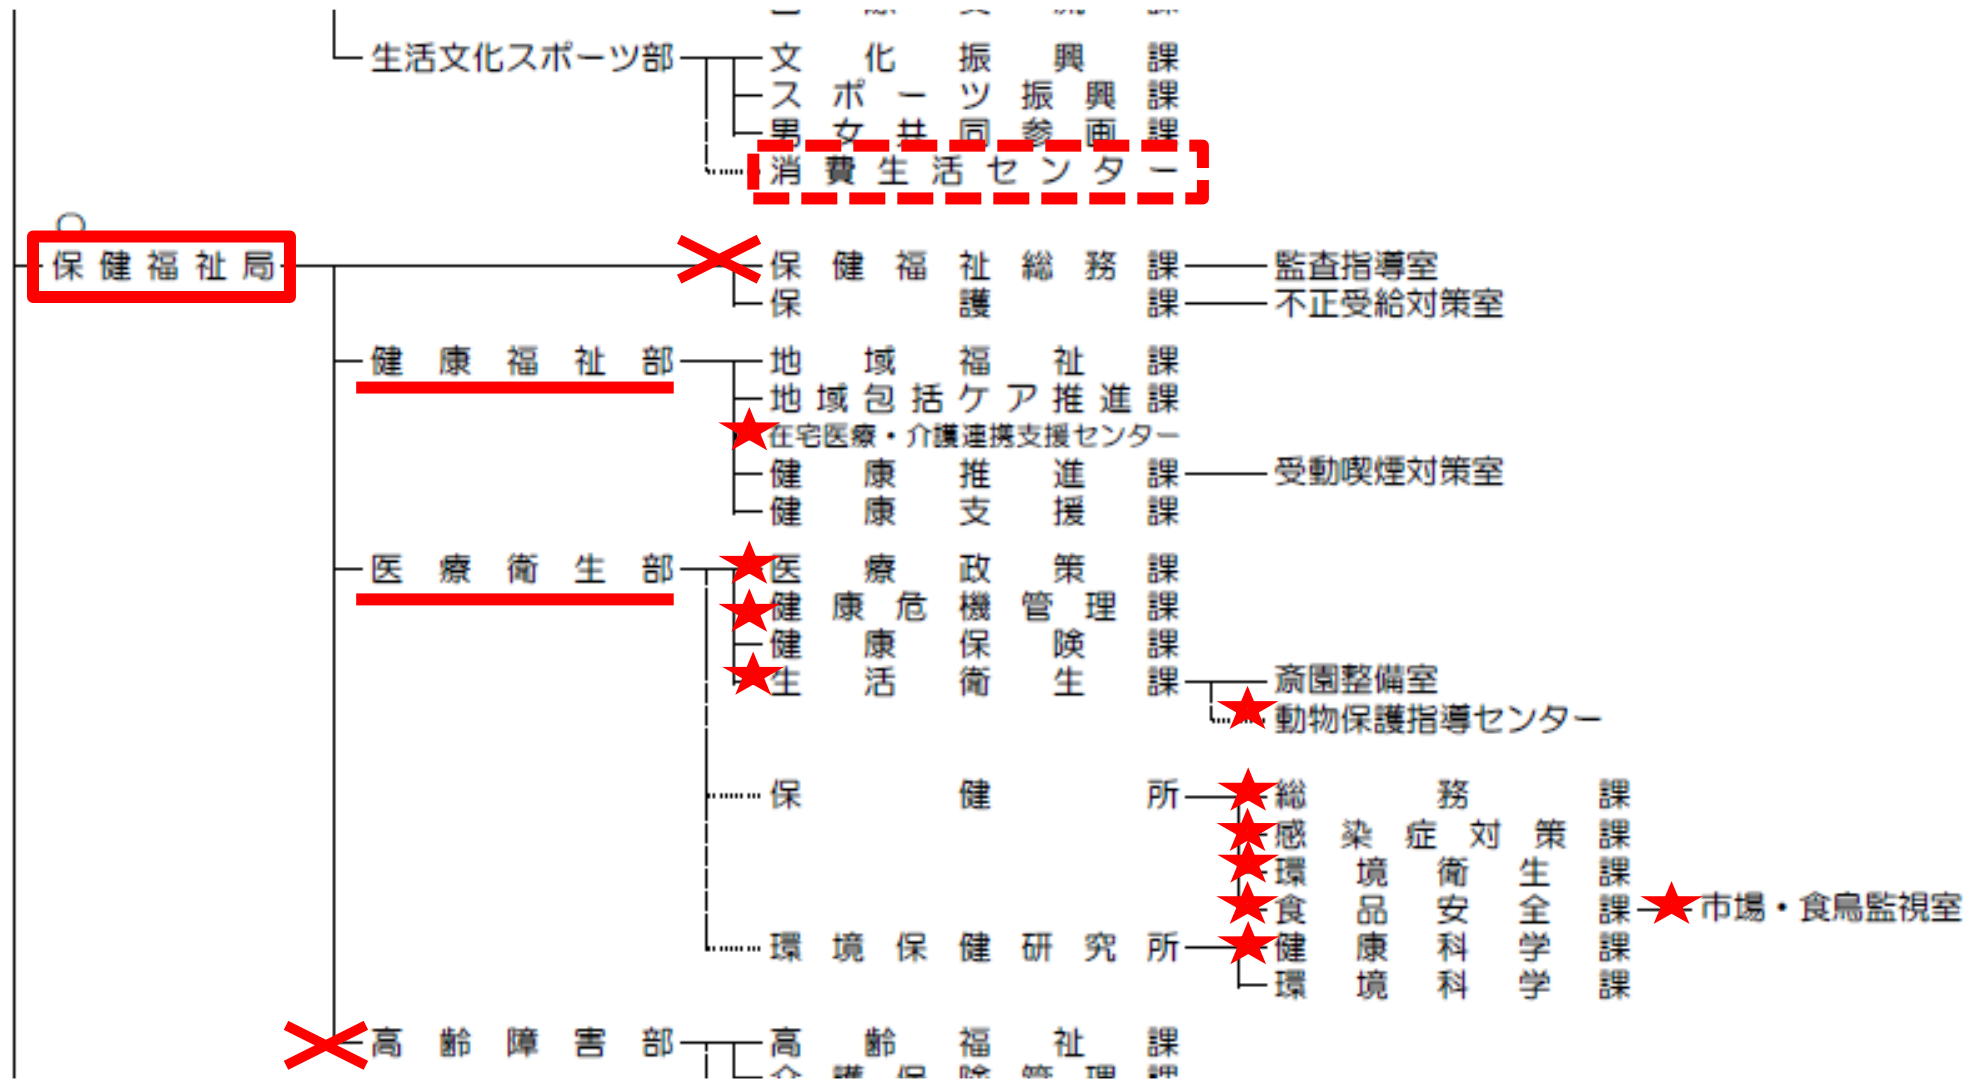 生活文化スポーツ部 文化振興課
スポーツ振興課
男女共同参画課
消費生活センター
保健福祉局 保健福祉総務課 監査指導室
保護課 不正受給対策室
健康福祉部 地域福祉課
地域包括ケア推進課
在宅医療・介護連携支援センター
健康推進課 受動喫煙対策室
健康支援課
医療衛生部 医療政策課
健康危機管理課
健康保険課
生活衛生課 斎園整備室
動物保護指導センター
保健所 総務課
感染症対策課
環境衛生課
食品安全課 市場・食鳥監視室
環境保健研究所 健康科学課
環境科学課
高齢障害部 高齢福祉課